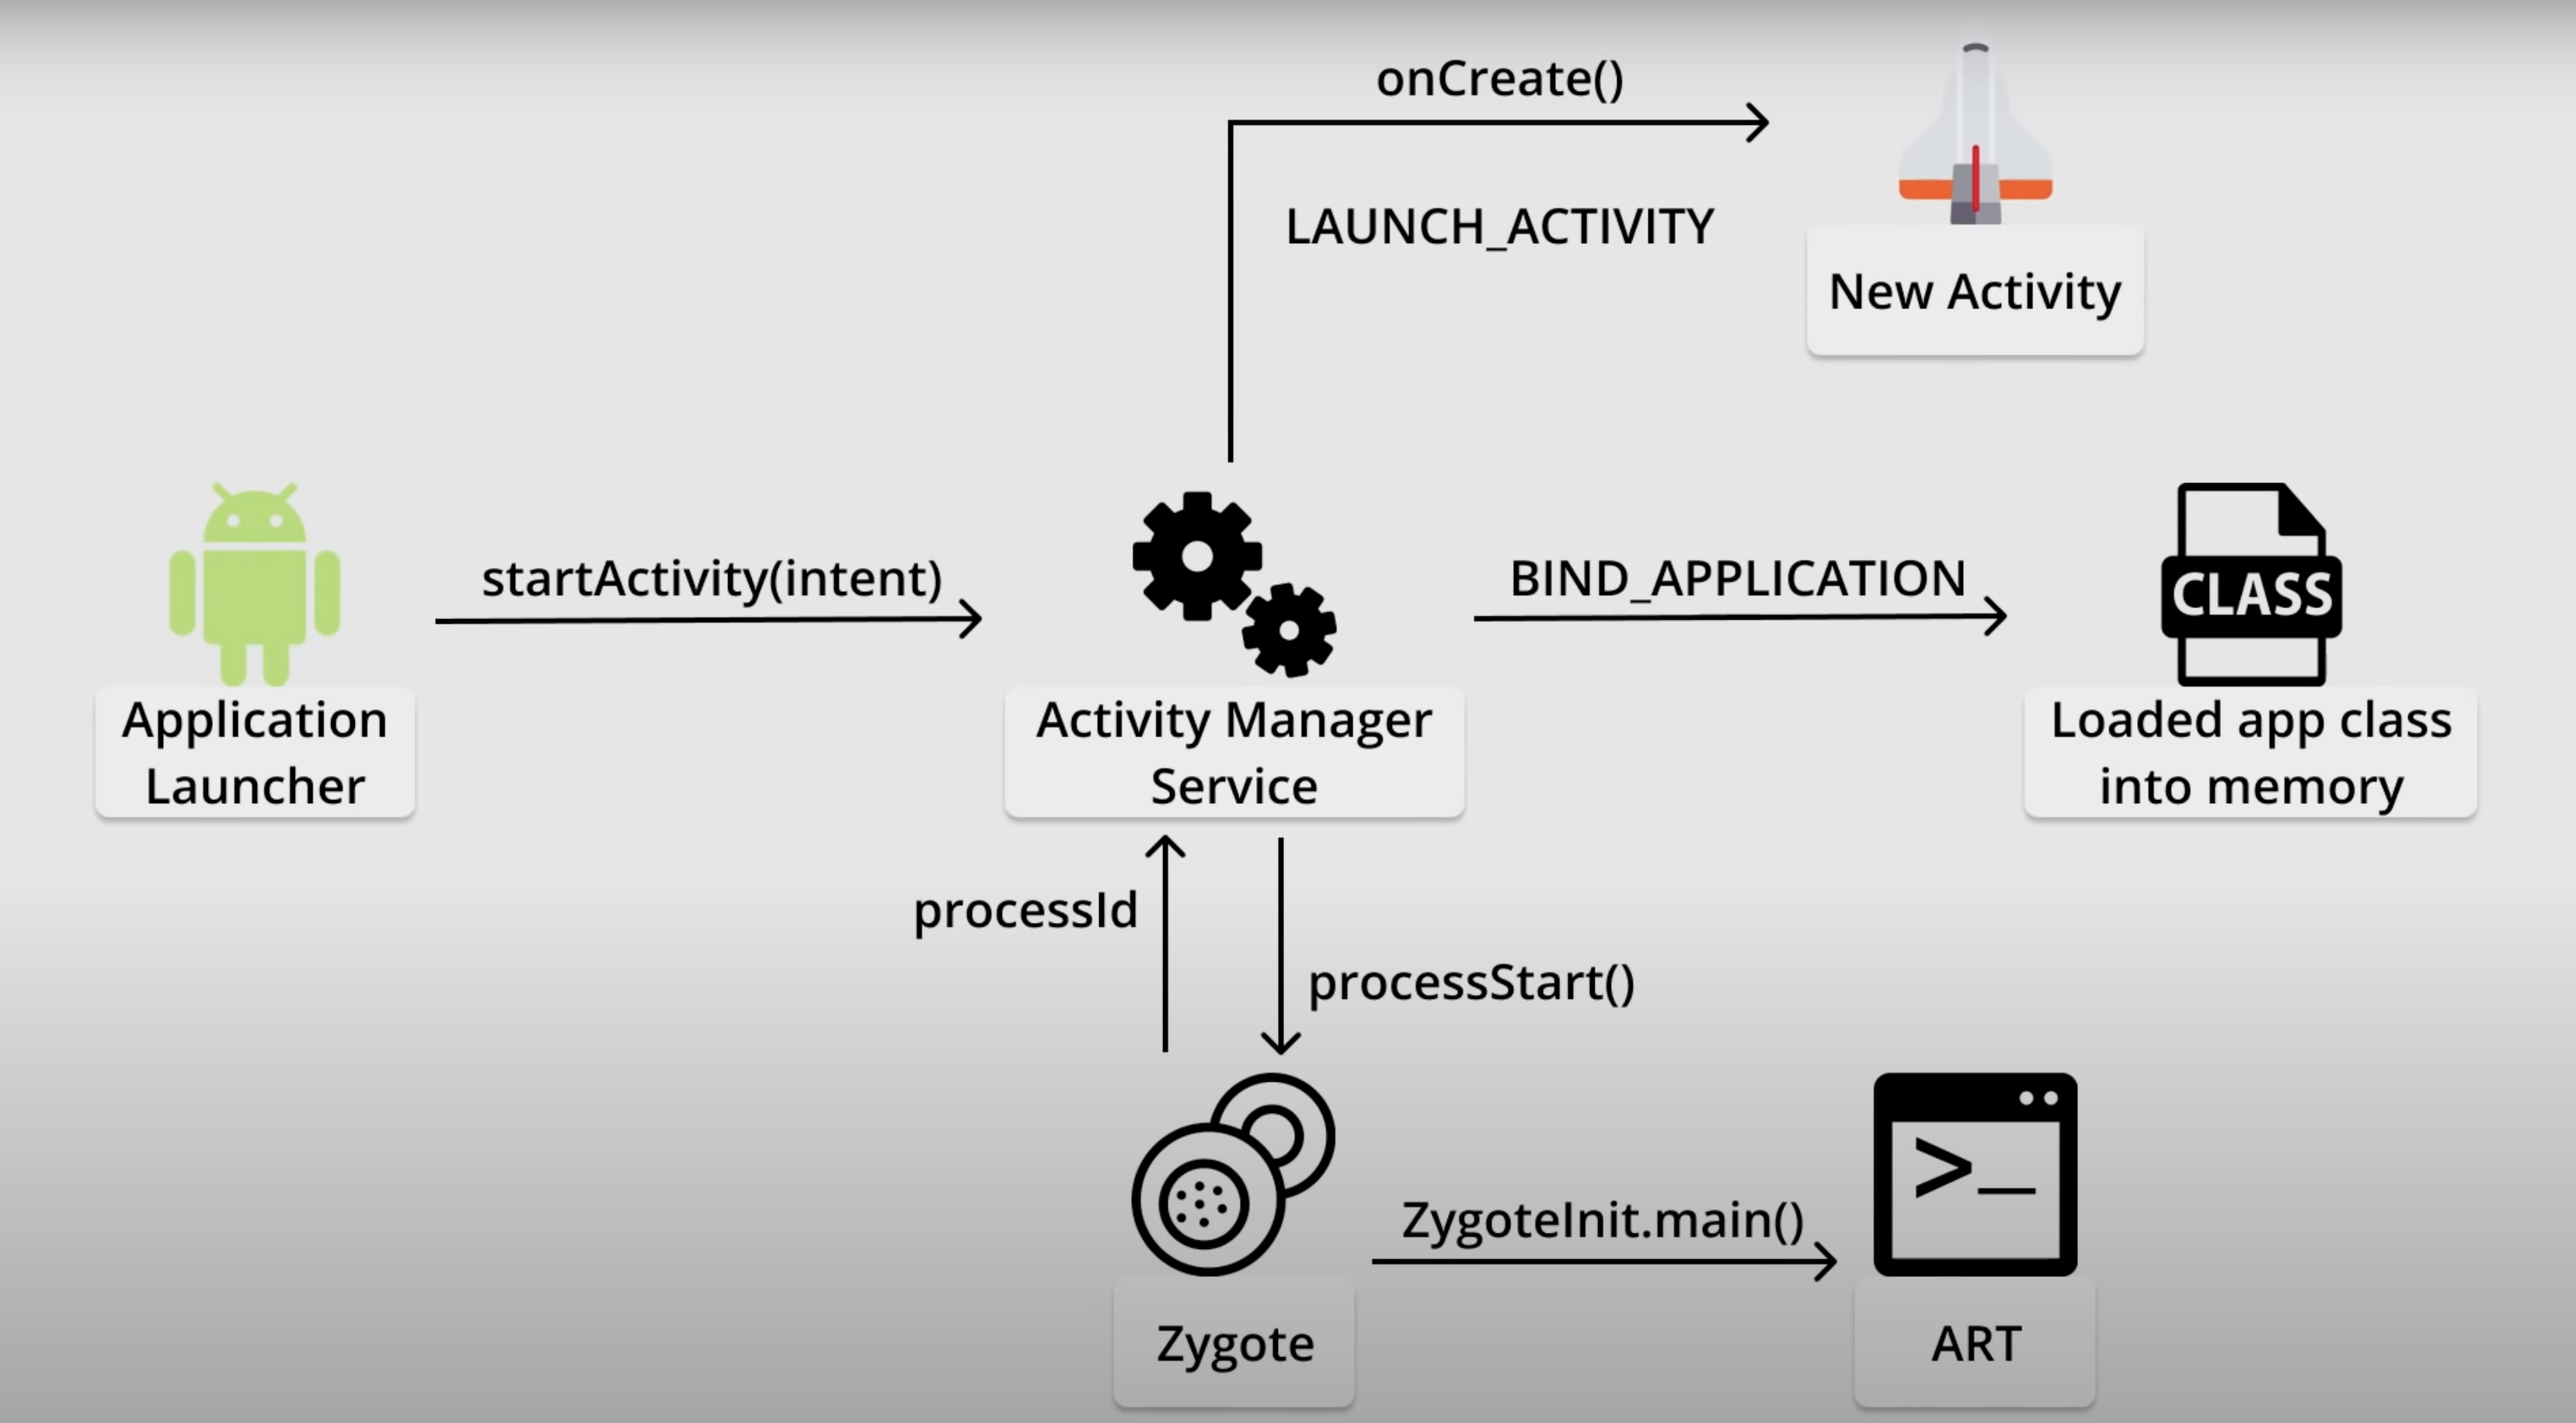 onCreate()
LAUNCH_ACTIVITY
New Activity
startActivity(intent)
BIND_APPLICATION
CLASS
Application
Launcher
Activity Manager
Service
Loaded app class
into memory
processId
processStart()
>_
ZygoteInit.main()
Zygote
ART